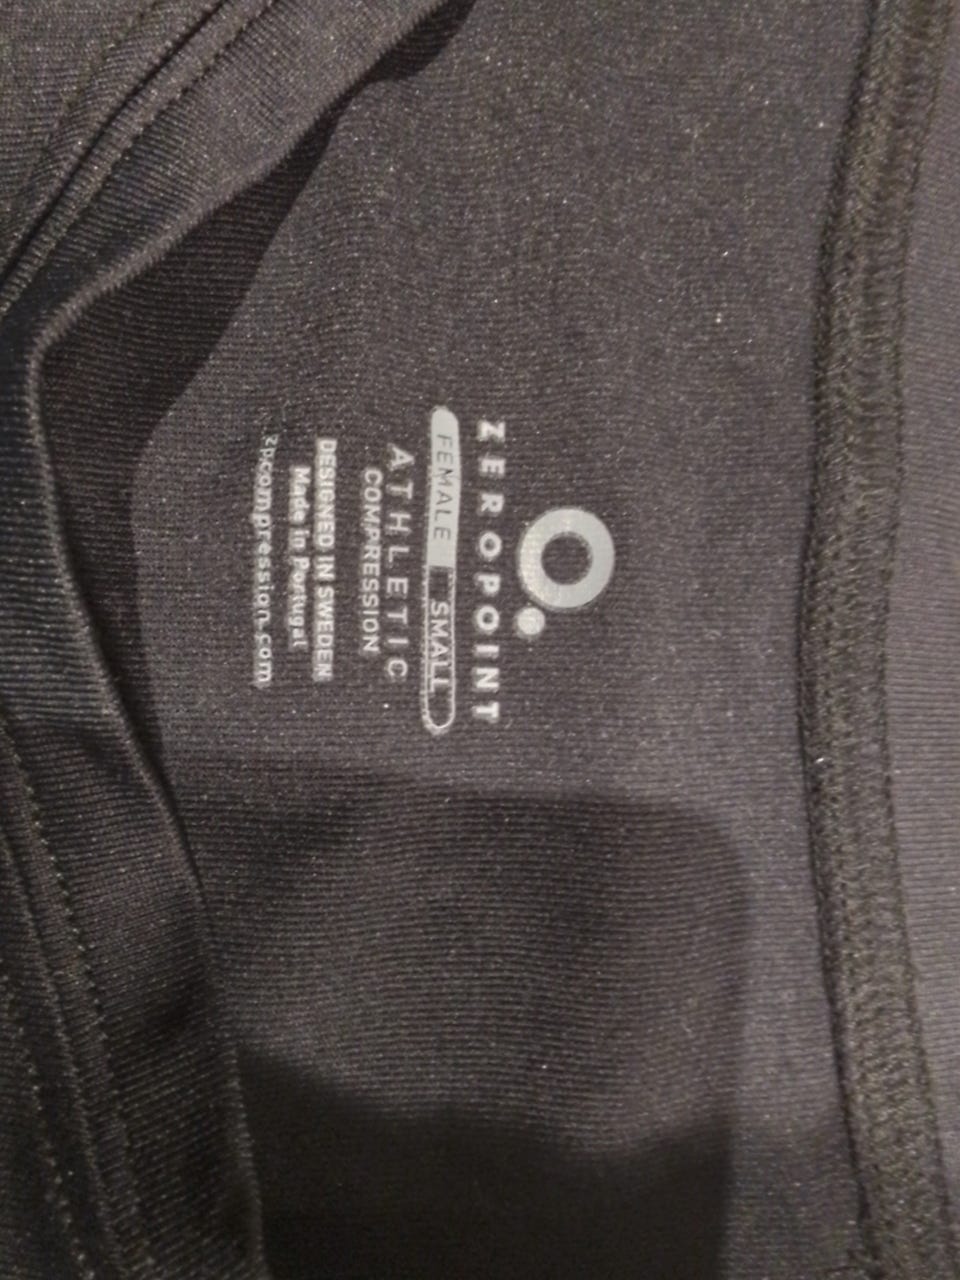 ZEROPOINT
FEMALE SMALL
ATHLETIC
COMPRESSION
DESIGNED IN SWEDEN
Made in Portugal
zpcompression.com